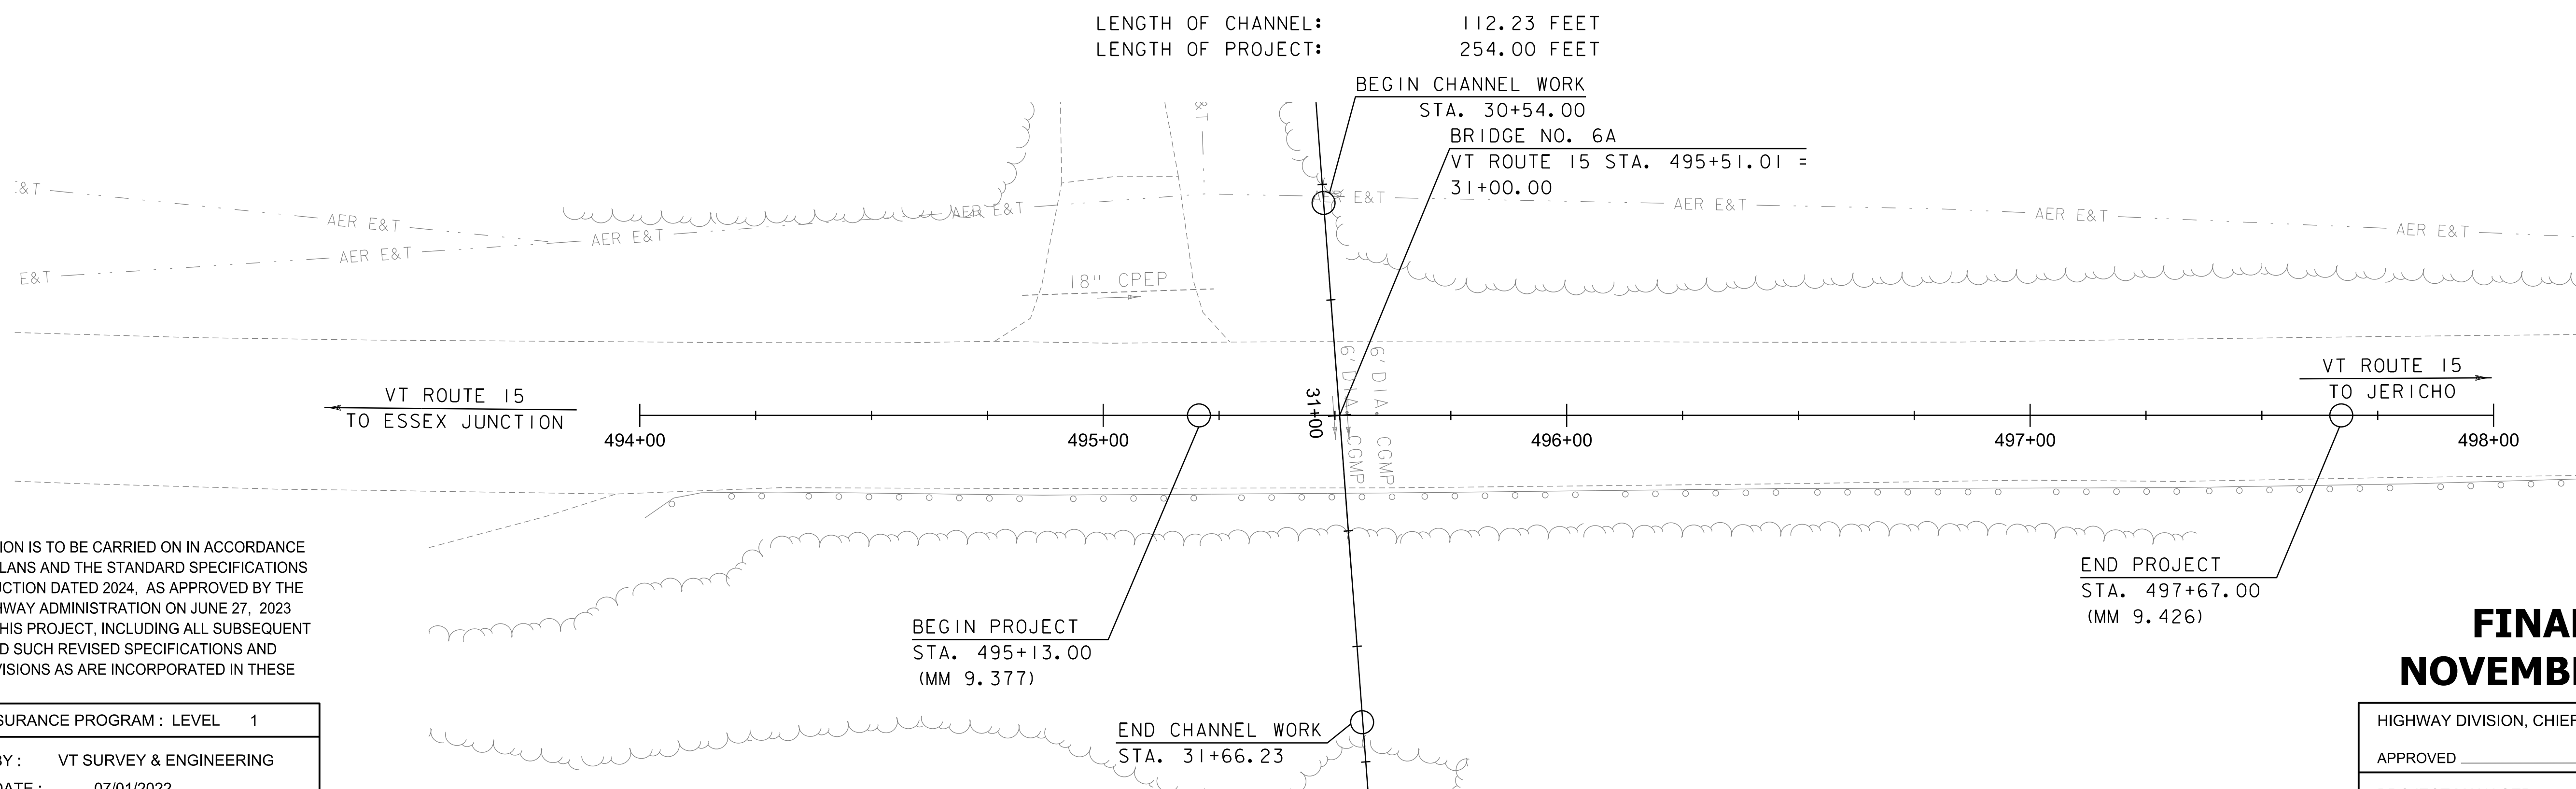 LENGTH OF CHANNEL: 112.23 FEET
LENGTH OF PROJECT: 254.00 FEET
BEGIN CHANNEL WORK
STA. 30+54.00
BRIDGE NO. 6A
VT ROUTE 15 STA. 495+51.01 =
31+00.00
&T
E&T
AER E&T
AER E&T
AER E&T
AER E&T
&T
E&T
AER E&T
AER E&T
AER E&T
18" CPEP
6' DIA. CGMP
6' DIA. CGMP
VT ROUTE 15
TO ESSEX JUNCTION
VT ROUTE 15
TO JERICHO
31+00
494+00
495+00
496+00
497+00
498+00
BEGIN PROJECT
STA. 495+13.00
(MM 9.377)
END PROJECT
STA. 497+67.00
(MM 9.426)
END CHANNEL WORK
STA. 31+66.23
ION IS TO BE CARRIED ON IN ACCORDANCE
LANS AND THE STANDARD SPECIFICATIONS
UCTION DATED 2024, AS APPROVED BY THE
HWAY ADMINISTRATION ON JUNE 27, 2023
HIS PROJECT, INCLUDING ALL SUBSEQUENT
D SUCH REVISED SPECIFICATIONS AND
VISIONS AS ARE INCORPORATED IN THESE
SURANCE PROGRAM : LEVEL 1
BY : VT SURVEY & ENGINEERING
DATE : 07/01/2022
FINAL
NOVEMB
HIGHWAY DIVISION, CHIEF
APPROVED